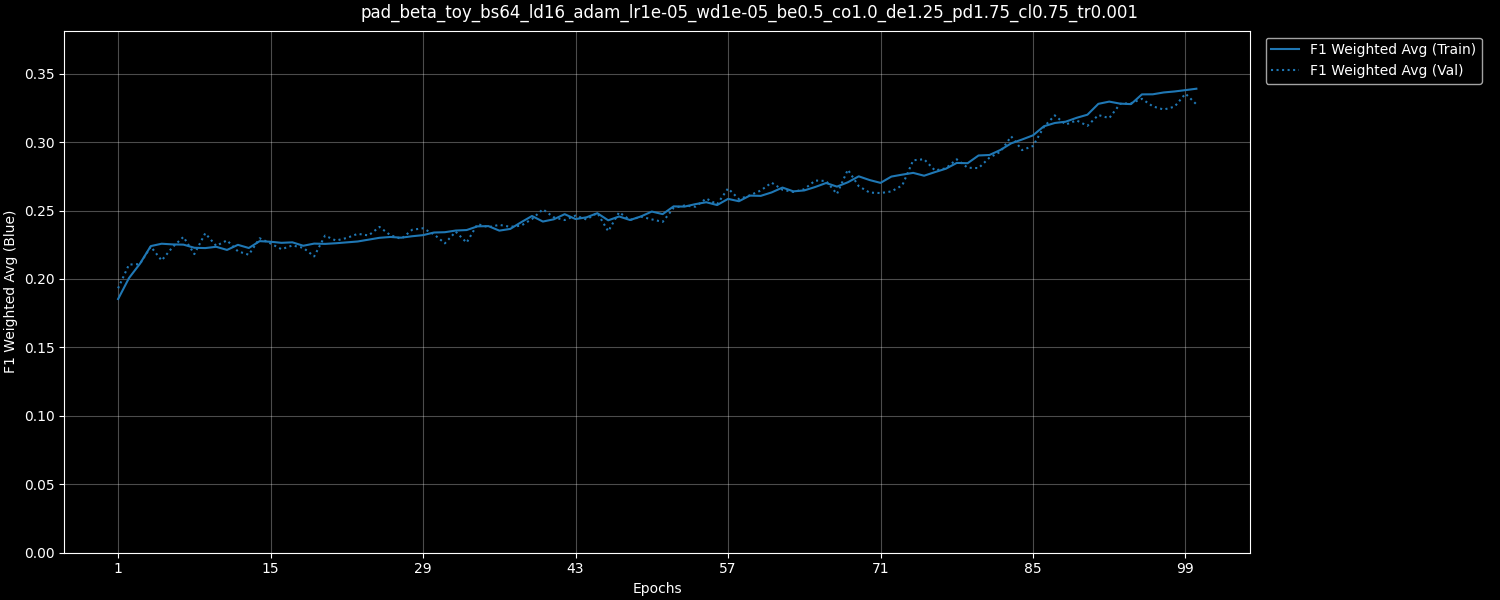 pad_beta_toy_bs64_ld16_adam_lr1e-05_wd1e-05_be0.5_co1.0_de1.25_pd1.75_cl0.75_tr0.001
F1 Weighted Avg (Train)
F1 Weighted Avg (Val)
F1 Weighted Avg (Blue)
0.35
0.30
0.25
0.20
0.15
0.10
0.05
0.00
1 15 29 43 57 71 85 99
Epochs